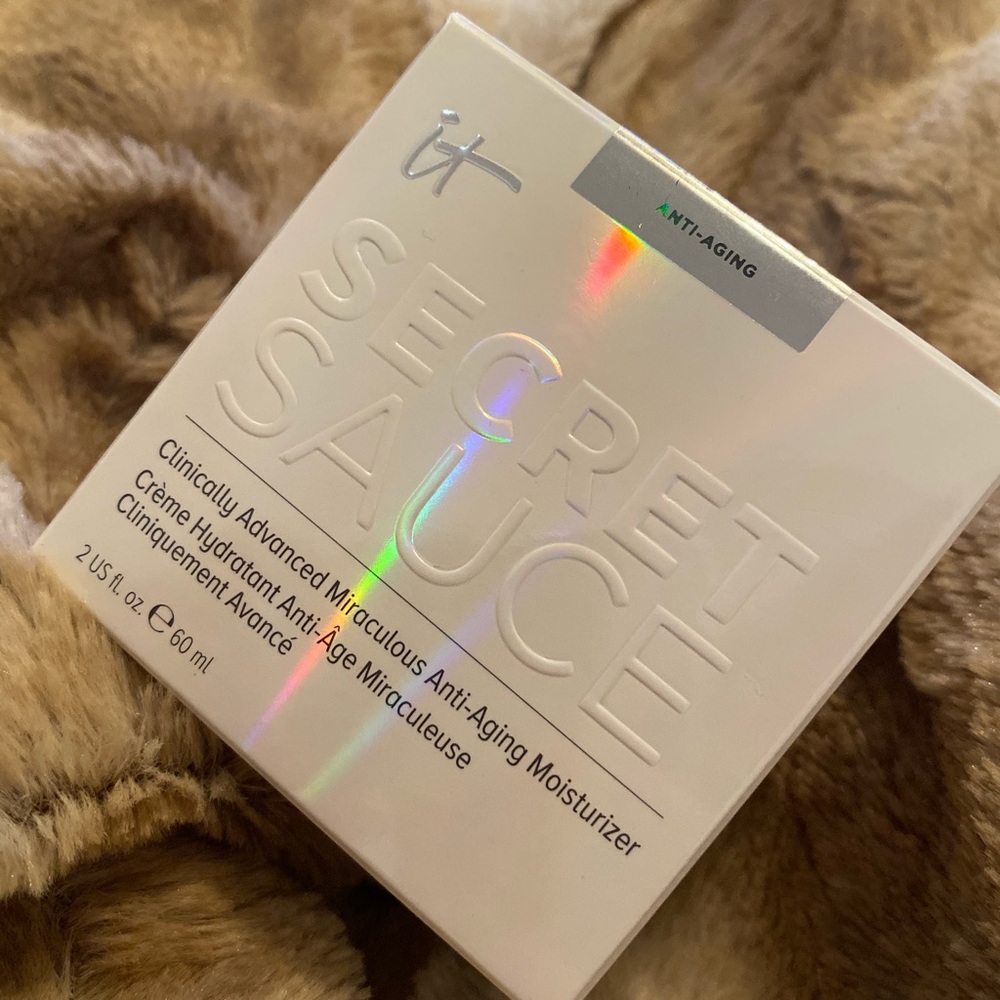 it
ANTI-AGING
SECRET
SAUCE
Clinically Advanced Miraculous Anti-Aging Moisturizer
Crème Hydratant Anti-Âge Miraculeuse
Cliniquement Avancé
2 US fl. oz. ℮ 60 ml